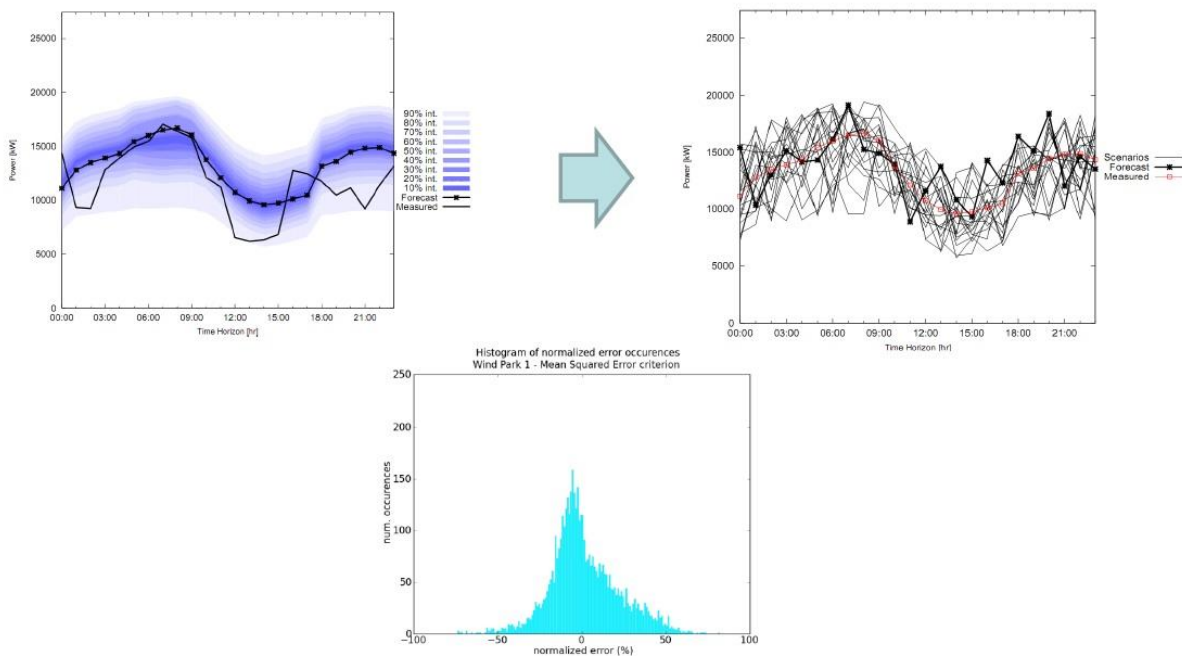 25000
20000
15000
10000
5000
0
Power [kW]
00:00 03:00 06:00 09:00 12:00 15:00 18:00 21:00
Time Horizon [hr]
90% int.
80% int.
70% int.
60% int.
50% int.
40% int.
30% int.
20% int.
10% int.
Forecast
Measured
25000
20000
15000
10000
5000
0
Power [kW]
00:00 03:00 06:00 09:00 12:00 15:00 18:00 21:00
Time Horizon [hr]
Scenarios
Forecast
Measured
Histogram of normalized error occurences
Wind Park 1 - Mean Squared Error criterion
250
200
150
100
50
0
num. occurences
−100 −50 0 50 100
normalized error (%)